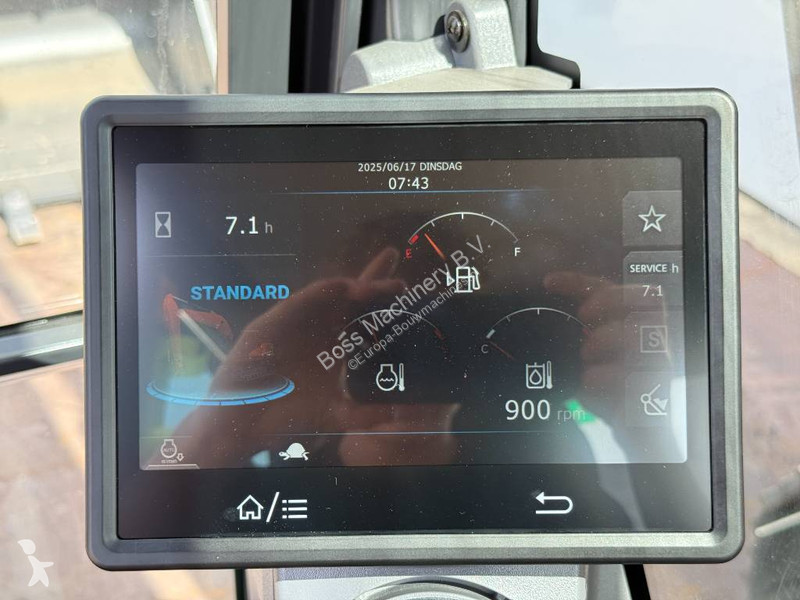 2025/06/17 DINSDAG
07:43
7.1 h
E
F
SERVICE h
7.1
STANDARD
Boss Machinery B.V.
©Europa-Bouwmachines
C
S
900 rpm